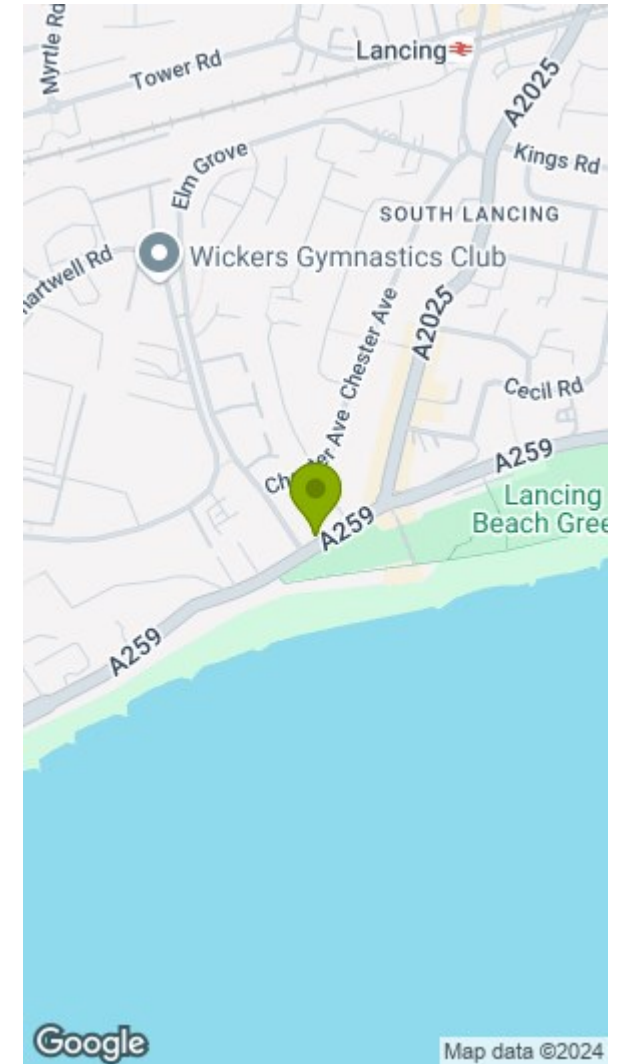 Myrtle Rd
Lancing
Tower Rd
A2025
Elm Grove
Kings Rd
SOUTH LANCING
Wickers Gymnastics Club
hartwell Rd
Chester Ave
A2025
Chester Ave
Cecil Rd
A259
Lancing
Beach Gree
A259
A259
Google
Map data ©2024